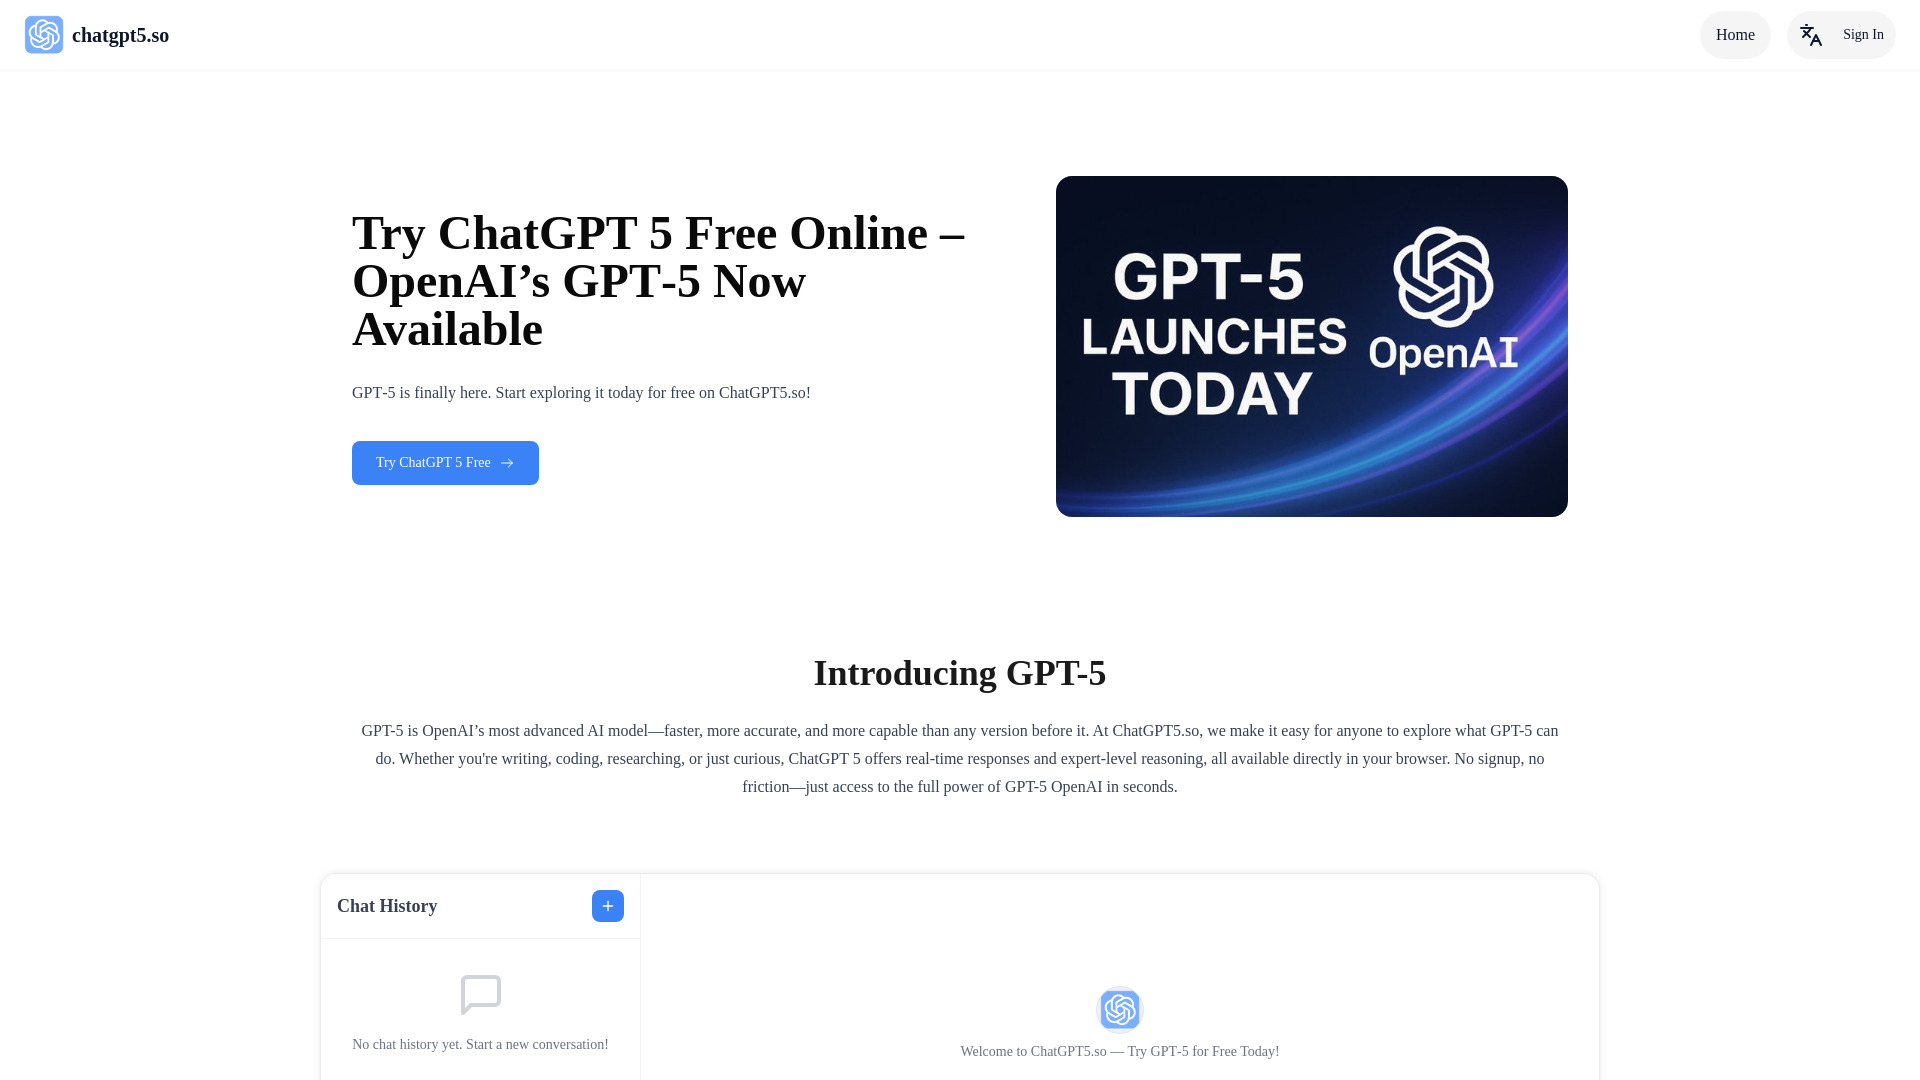 chatgpt5.so
Home
Sign In
Try ChatGPT 5 Free Online –
OpenAI’s GPT-5 Now
Available
GPT-5 is finally here. Start exploring it today for free on ChatGPT5.so!
Try ChatGPT 5 Free
GPT-5
LAUNCHES
TODAY
OpenAI
Introducing GPT-5
GPT-5 is OpenAI’s most advanced AI model—faster, more accurate, and more capable than any version before it. At ChatGPT5.so, we make it easy for anyone to explore what GPT-5 can
do. Whether you're writing, coding, researching, or just curious, ChatGPT 5 offers real-time responses and expert-level reasoning, all available directly in your browser. No signup, no
friction—just access to the full power of GPT-5 OpenAI in seconds.
Chat History
No chat history yet. Start a new conversation!
Welcome to ChatGPT5.so — Try GPT-5 for Free Today!